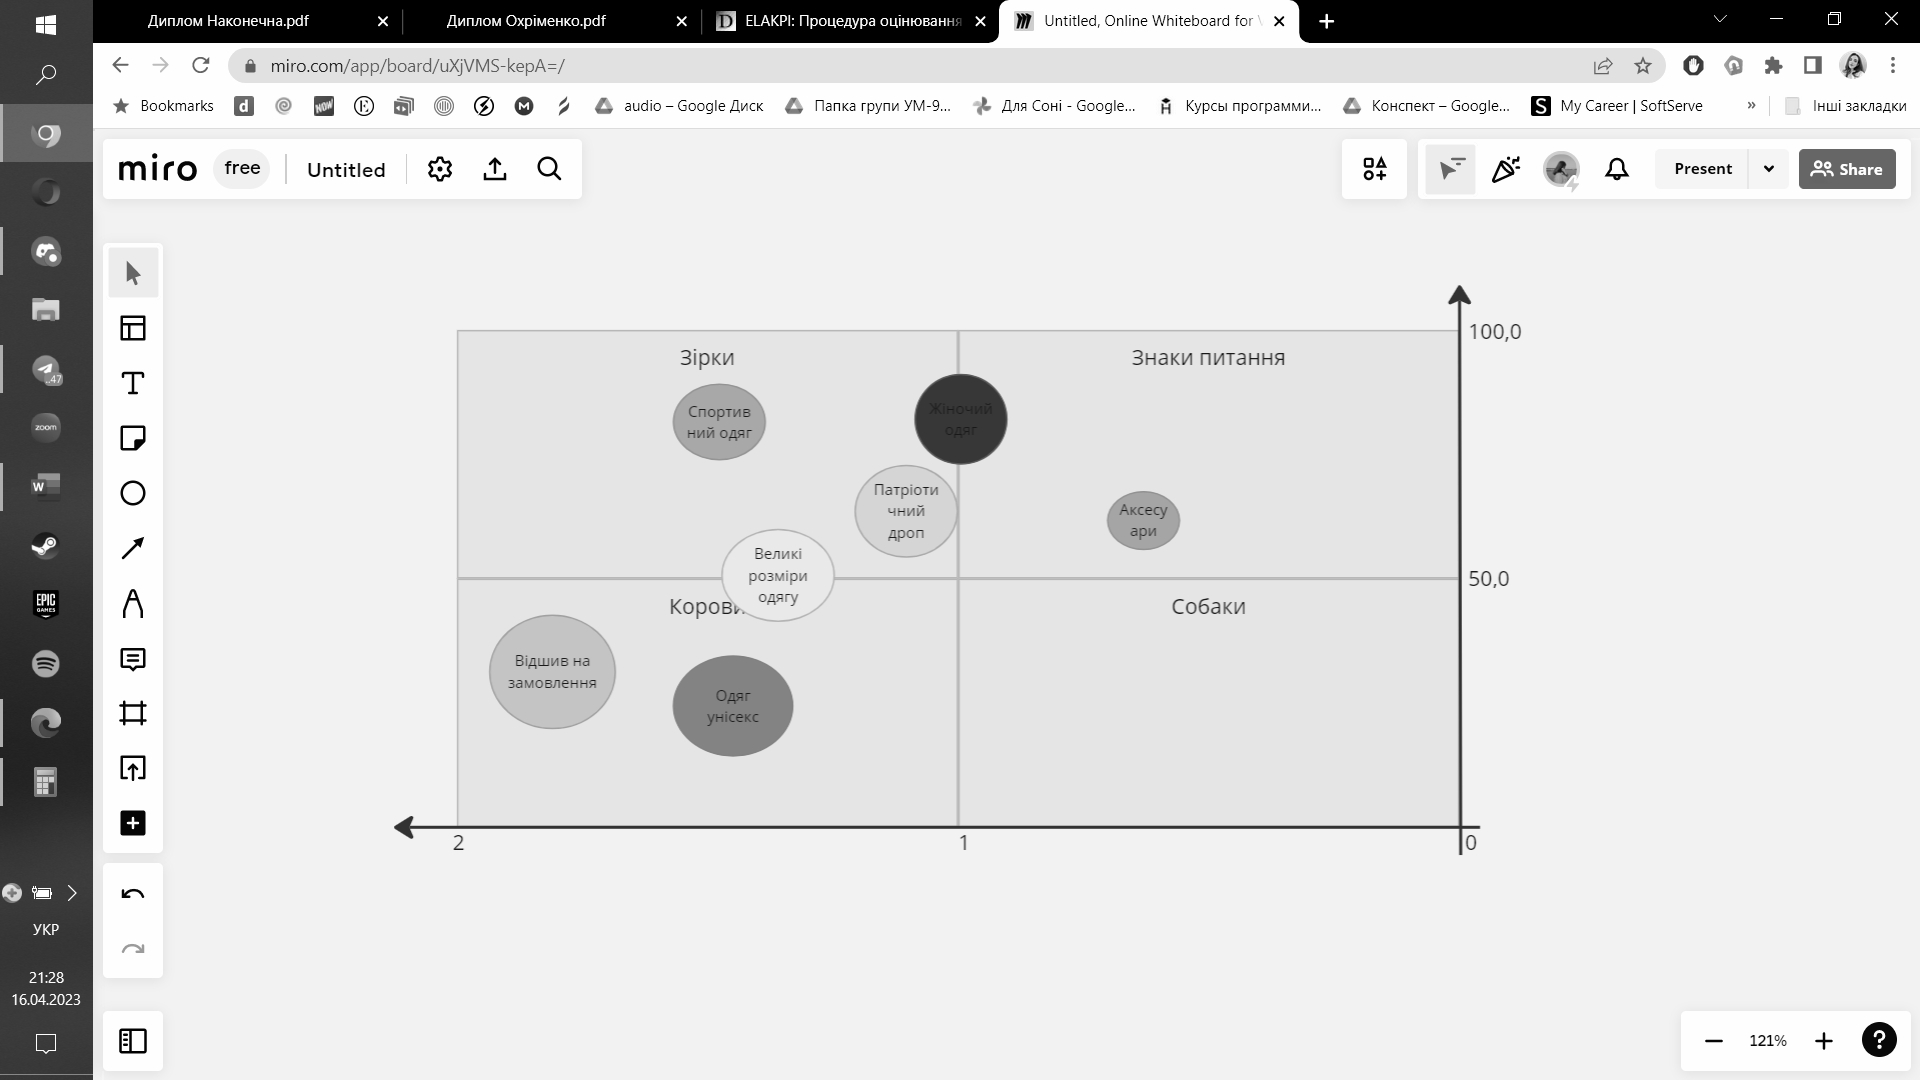 Диплом Наконечна.pdf
Диплом Охріменко.pdf
ELAKPI: Процедура оцінювання
Untitled, Online Whiteboard for
miro.com/app/board/uXjVMS-kepA=/
Bookmarks
audio – Google Диск
Папка групи УМ-9...
Для Соні - Google...
Курсы программи...
Конспект – Google...
My Career | SoftServe
»
Інші закладки
miro
free
Untitled
Present
Share
100,0
Зірки
Знаки питання
Спортив
ний одяг
Жіночий
одяг
Патріоти
чний
дроп
Аксесу
ари
Великі
розміри
одягу
50,0
Корови
Собаки
Відшив на
замовлення
Одяг
унісекс
2
1
0
47
zoom
W
EPIC
GAMES
УКР
21:28
16.04.2023
121%
?